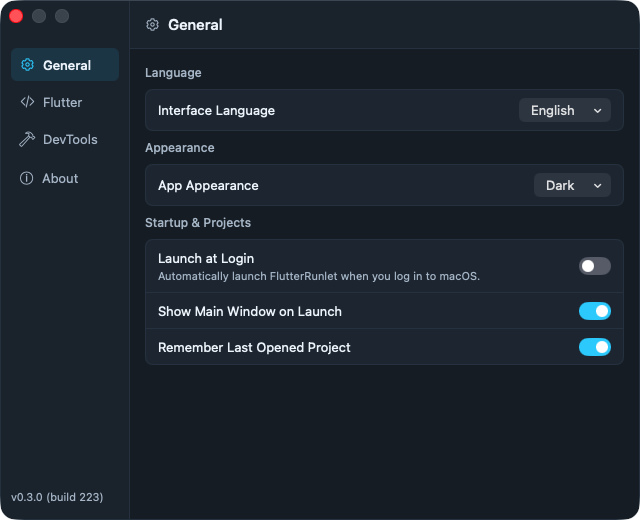 General
General
Flutter
DevTools
About
Language
Interface Language
English
Appearance
App Appearance
Dark
Startup & Projects
Launch at Login
Automatically launch FlutterRunlet when you log in to macOS.
Show Main Window on Launch
Remember Last Opened Project
v0.3.0 (build 223)